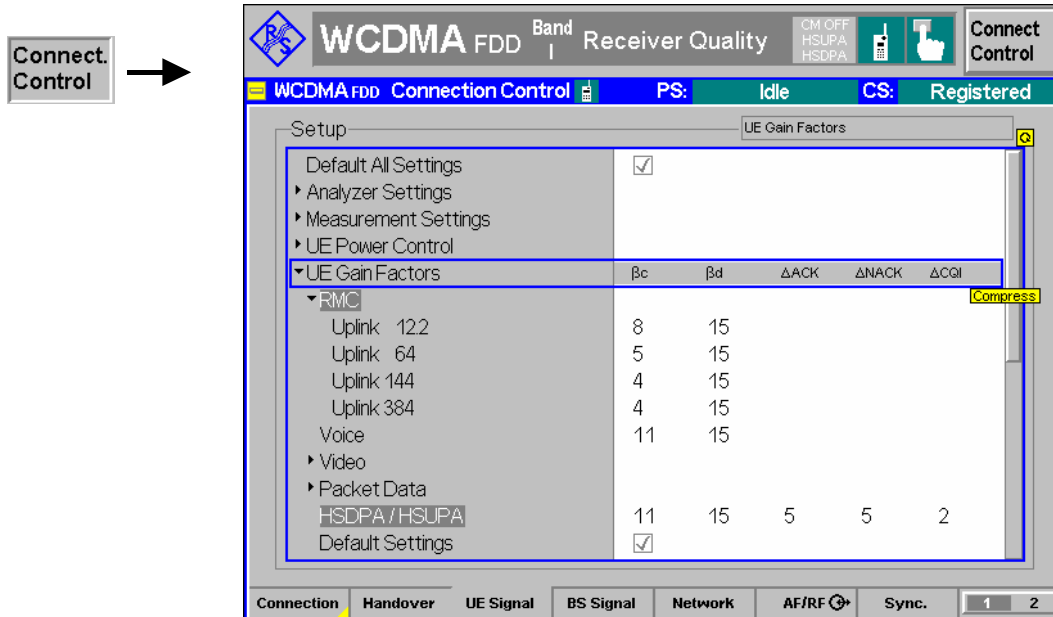 Connect.
Control
R S
WCDMA FDD Band I Receiver Quality
CM OFF
HSUPA
HSDPA
Connect
Control
WCDMA FDD Connection Control PS: Idle CS: Registered
Setup UE Gain Factors
Default All Settings
Analyzer Settings
Measurement Settings
UE Power Control
UE Gain Factors βc βd ΔACK ΔNACK ΔCQI
Compress
RMC
Uplink 12.2 8 15
Uplink 64 5 15
Uplink 144 4 15
Uplink 384 4 15
Voice 11 15
Video
Packet Data
HSDPA / HSUPA 11 15 5 5 2
Default Settings
Connection Handover UE Signal BS Signal Network AF/RF Sync. 1 2